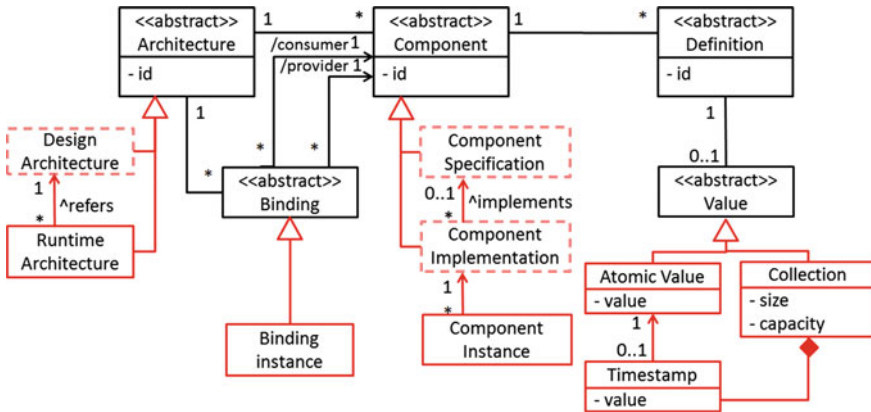 <<abstract>>
Architecture
- id
1
*
<<abstract>>
Component
- id
1
*
<<abstract>>
Definition
- id
/consumer 1
/provider 1
1
*
*
*
<<abstract>>
Binding
1
0..1
<<abstract>>
Value
Design
Architecture
1
^refers
*
Runtime
Architecture
Component
Specification
0..1
^implements
*
Component
Implementation
1
*
Component
Instance
Binding
instance
Atomic Value
- value
Collection
- size
- capacity
1
0..1
Timestamp
- value